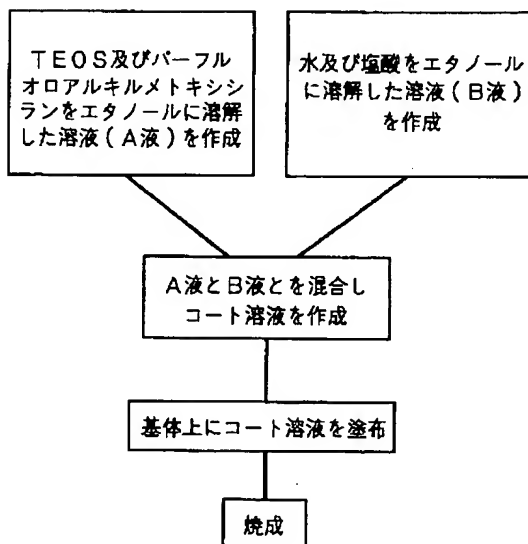 TEOS及びパーフル
オロアルキルメトキシシ
ランをエタノールに溶解
した溶液(A液)を作成
水及び塩酸をエタノール
に溶解した溶液(B液)
を作成
A液とB液とを混合し
コート溶液を作成
基体上にコート溶液を塗布
焼成